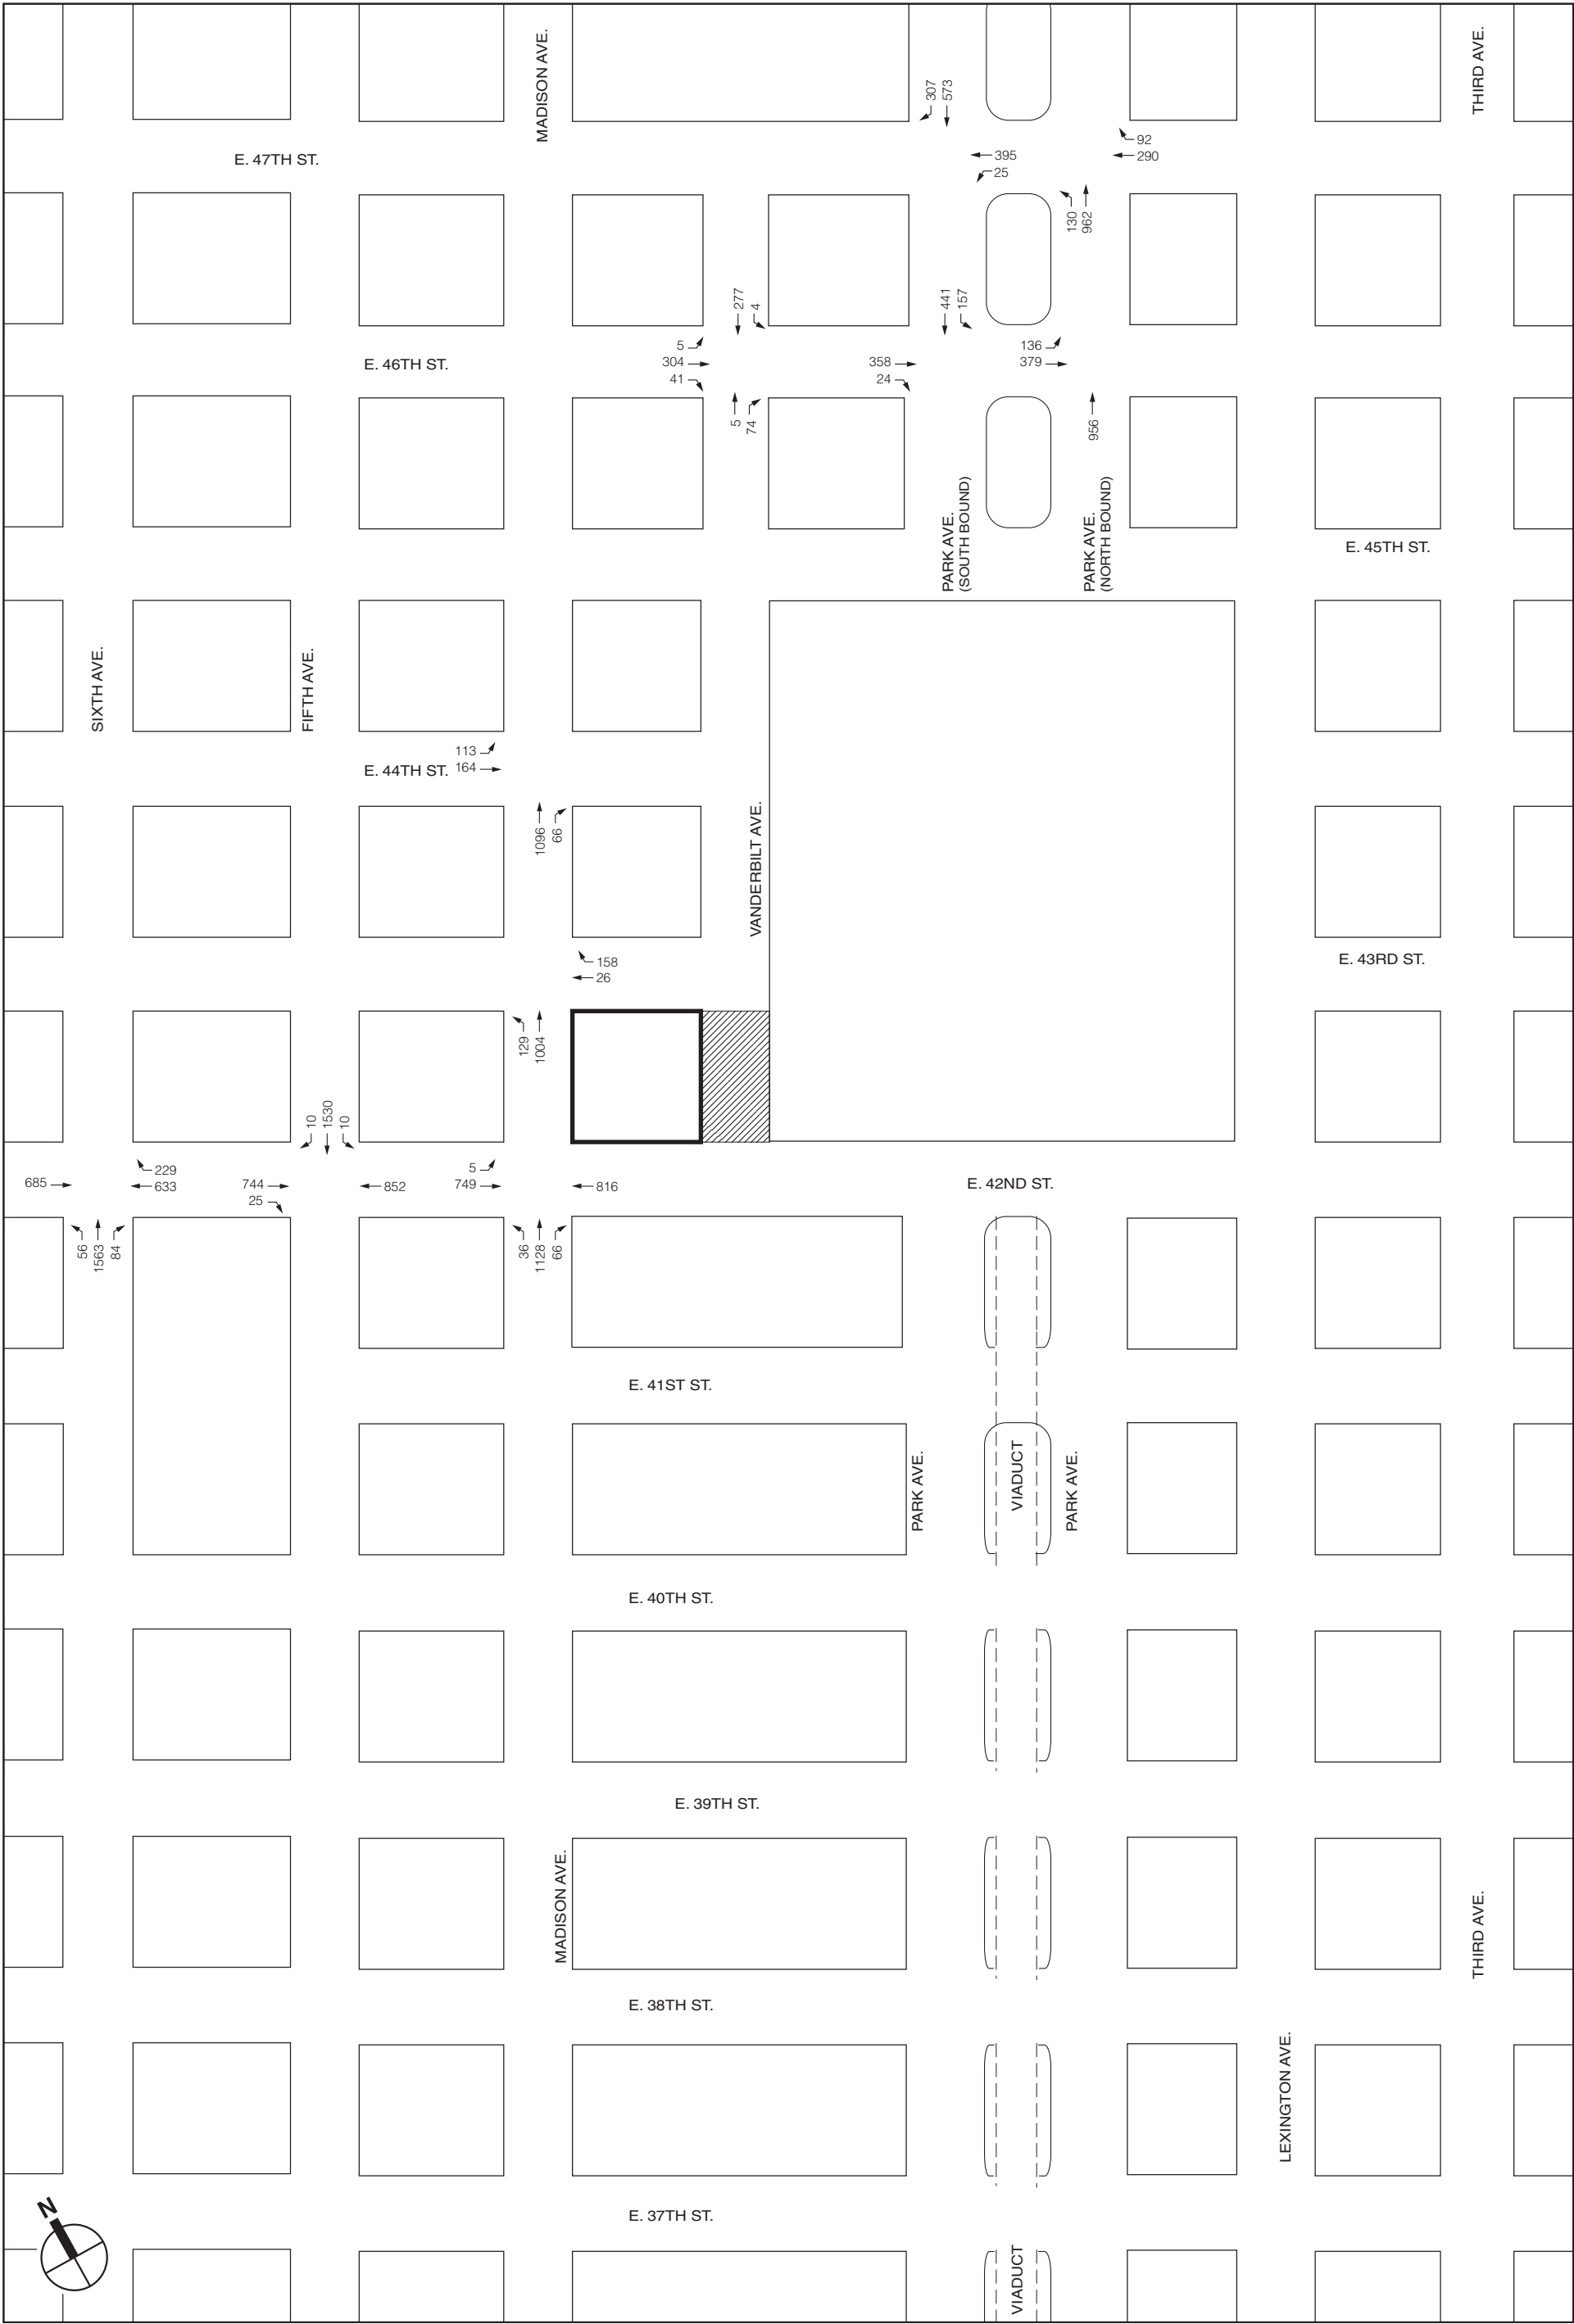 MADISON AVE.
THIRD AVE.
307
573
E. 47TH ST.
92
395
290
25
130
962
277
4
441
157
5
136
E. 46TH ST.
304
358
379
41
24
5
74
956
PARK AVE.
(SOUTH BOUND)
PARK AVE.
(NORTH BOUND)
E. 45TH ST.
SIXTH AVE.
FIFTH AVE.
113
E. 44TH ST.
164
1096
66
VANDERBILT AVE.
158
26
E. 43RD ST.
129
1004
10
1530
10
685
229
633
744
25
852
5
749
816
E. 42ND ST.
56
1563
84
36
1128
66
E. 41ST ST.
PARK AVE.
VIADUCT
PARK AVE.
E. 40TH ST.
E. 39TH ST.
MADISON AVE.
THIRD AVE.
E. 38TH ST.
LEXINGTON AVE.
N
E. 37TH ST.
VIADUCT